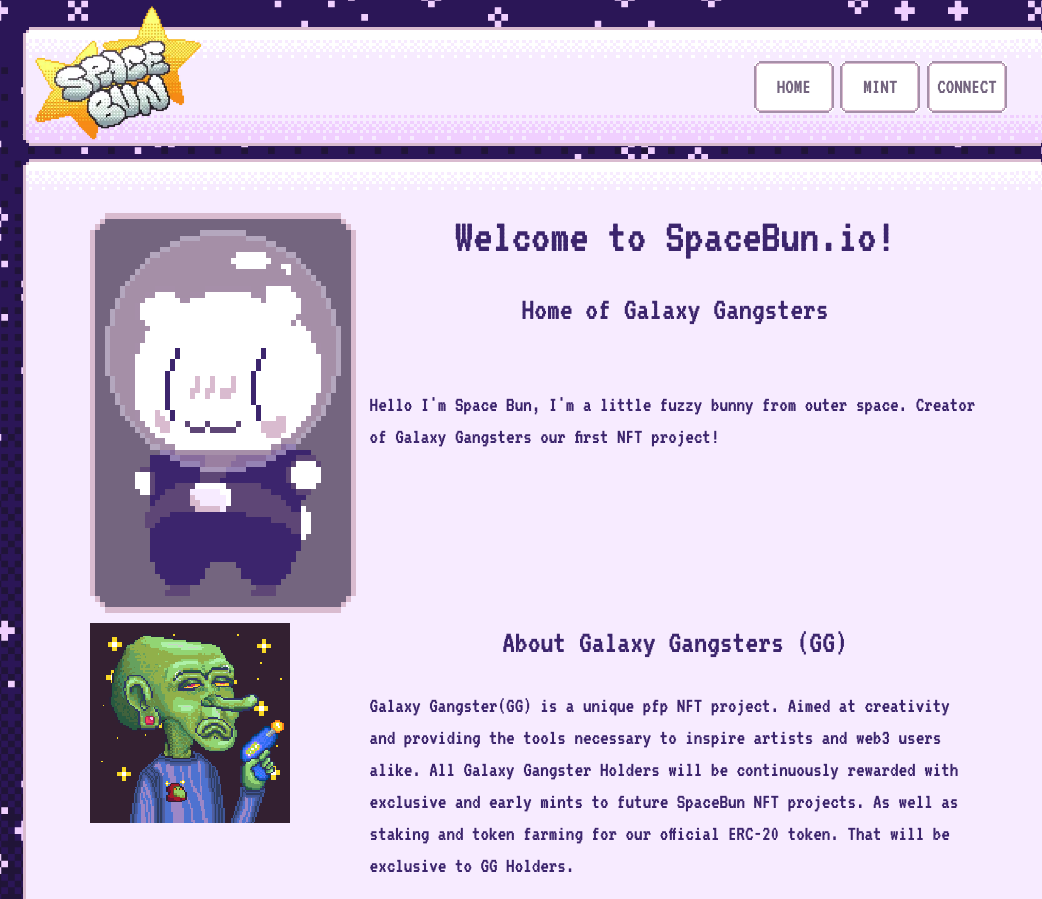 SPACE
BUN
HOME MINT CONNECT
Welcome to SpaceBun.io!
Home of Galaxy Gangsters
Hello I'm Space Bun, I'm a little fuzzy bunny from outer space. Creator
of Galaxy Gangsters our first NFT project!
About Galaxy Gangsters (GG)
Galaxy Gangster(GG) is a unique pfp NFT project. Aimed at creativity
and providing the tools necessary to inspire artists and web3 users
alike. All Galaxy Gangster Holders will be continuously rewarded with
exclusive and early mints to future SpaceBun NFT projects. As well as
staking and token farming for our official ERC-20 token. That will be
exclusive to GG Holders.